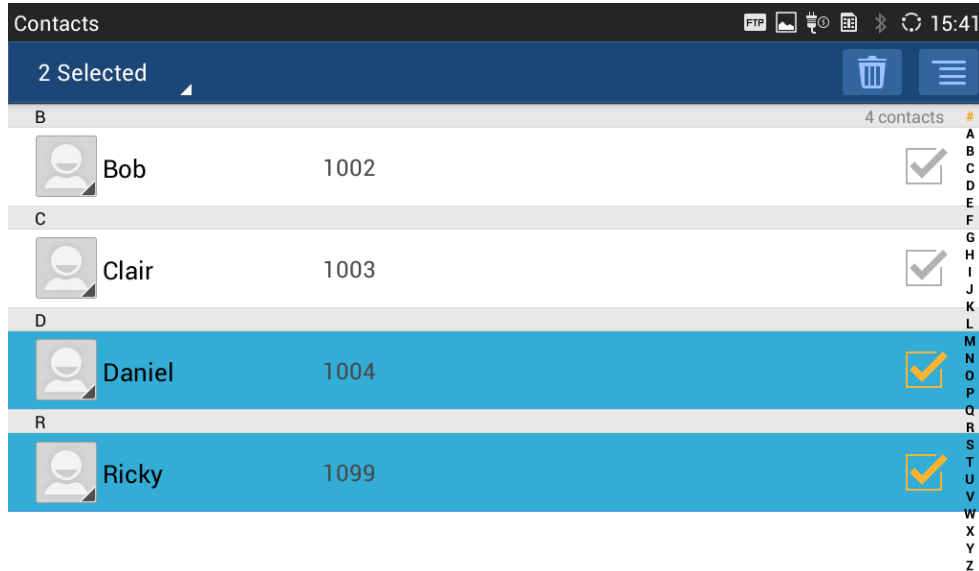 Contacts
FTP
15:41
2 Selected
B
4 contacts
Bob
1002
C
Clair
1003
D
Daniel
1004
R
Ricky
1099
#
A
B
C
D
E
F
G
H
I
J
K
L
M
N
O
P
Q
R
S
T
U
V
W
X
Y
Z